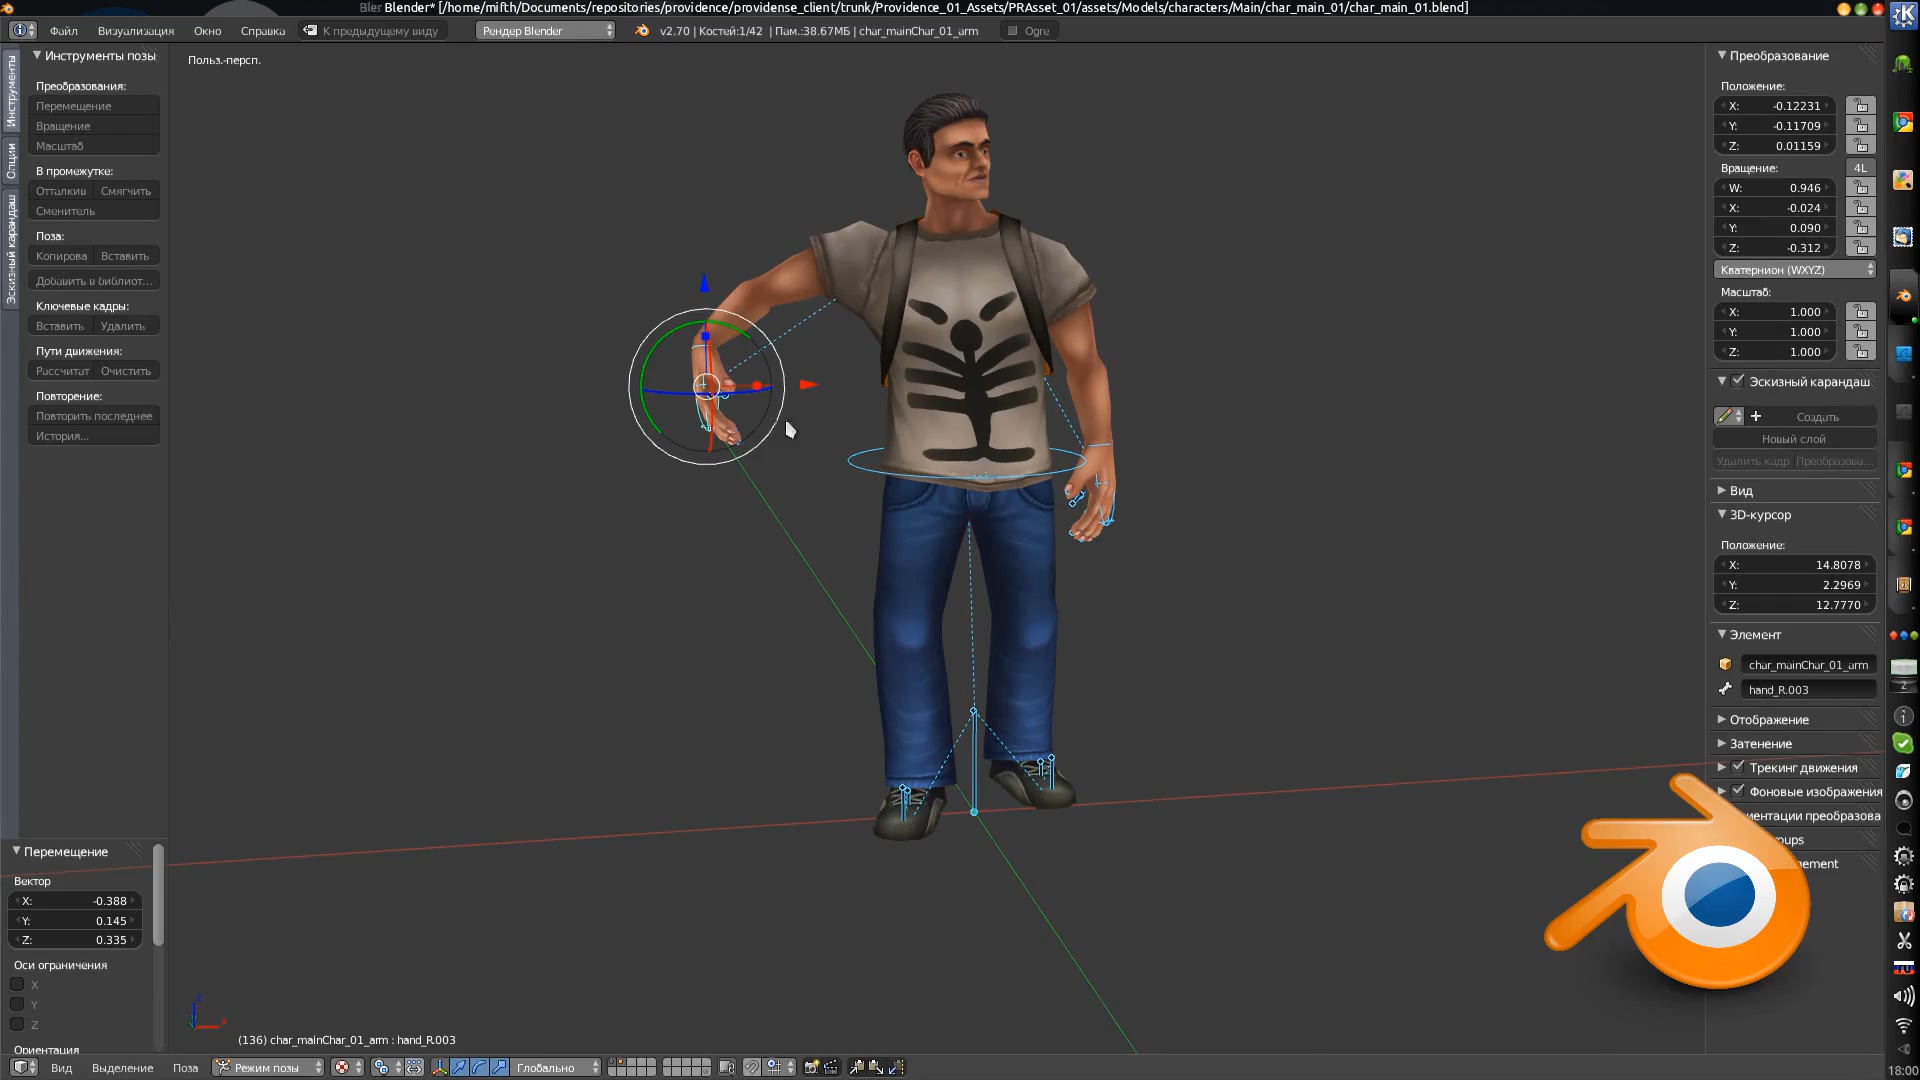 Blender* [/home/mifth/Documents/repositories/providence/providense_client/trunk/Providence_01_Assets/PRAsset_01/assets/Models/characters/Main/char_main_01/char_main_01.blend]
Файл Визуализация Окно Справка К предыдущему виду Рендер Blender v2.70 | Костей:1/42 | Пам.:38.67МБ | char_mainChar_01_arm Ogre
Инструменты
Опции
Эскизный карандаш
Инструменты позы
Преобразования:
Перемещение
Вращение
Масштаб
В промежутке:
Отталкив Смягчить
Сменитель
Поза:
Копирова Вставить
Добавить в библиот...
Ключевые кадры:
Вставить Удалить
Пути движения:
Рассчитат Очистить
Повторение:
Повторить последнее
История...
Перемещение
Вектор
X: -0.388
Y: 0.145
Z: 0.335
Оси ограничения
X
Y
Z
Ориентация
Польз.-персп.
(136) char_mainChar_01_arm : hand_R.003
Вид Выделение Поза Режим позы Глобально
Преобразование
Положение:
X: -0.12231
Y: -0.11709
Z: 0.01159
Вращение: 4L
W: 0.946
X: -0.024
Y: 0.090
Z: -0.312
Кватернион (WXYZ)
Масштаб:
X: 1.000
Y: 1.000
Z: 1.000
Эскизный карандаш
Создать
Новый слой
Удалить кадр Преобразова...
Вид
3D-курсор
Положение:
X: 14.8078
Y: 2.2969
Z: 12.7770
Элемент
char_mainChar_01_arm
hand_R.003
Отображение
Затенение
Трекинг движения
Фоновые изображения
иентации преобразова
oups
ement
2
18:00